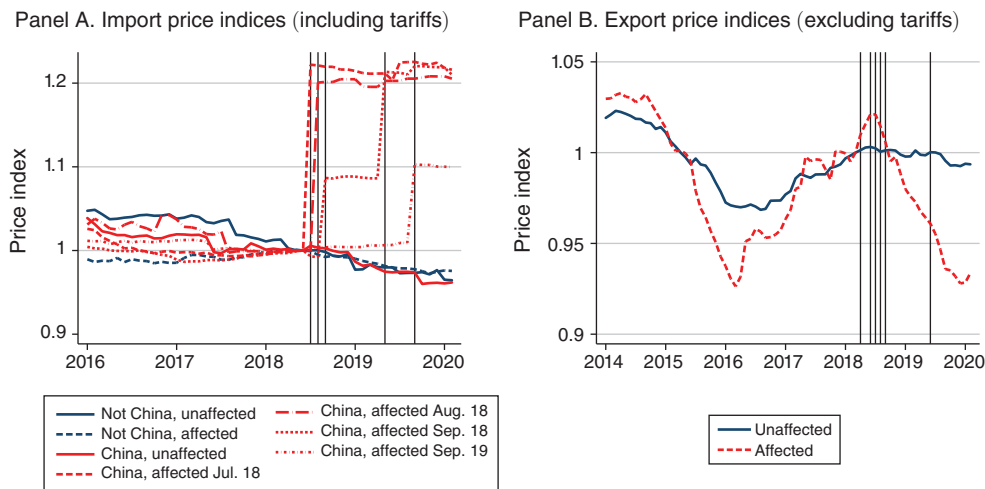 Panel A. Import price indices (including tariffs)
Price index
1.2
1.1
1.0
0.9
2016 2017 2018 2019 2020
Not China, unaffected
Not China, affected
China, unaffected
China, affected Jul. 18
China, affected Aug. 18
China, affected Sep. 18
China, affected Sep. 19
Panel B. Export price indices (excluding tariffs)
Price index
1.05
1
0.95
0.9
2014 2015 2016 2017 2018 2019 2020
Unaffected
Affected